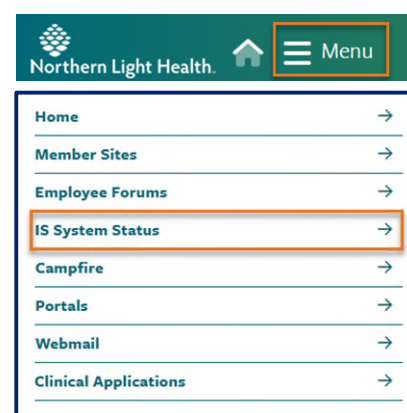 Northern Light Health.
Menu
Home
Member Sites
Employee Forums
IS System Status
Campfire
Portals
Webmail
Clinical Applications